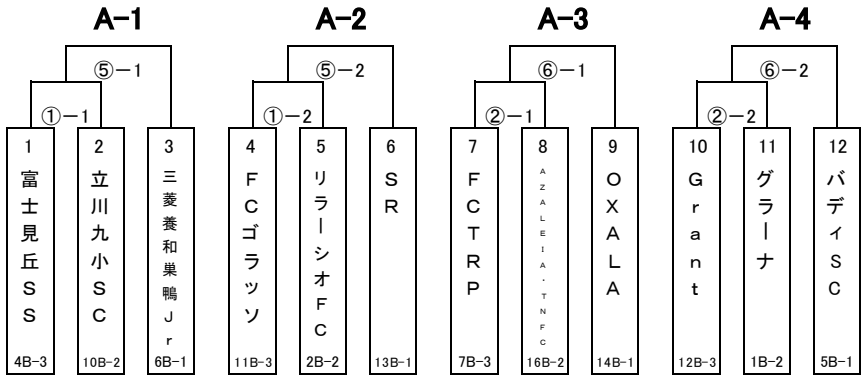 A-1 A-2 A-3 A-4
⑤-1 ⑤-2 ⑥-1 ⑥-2
①-1 ①-2 ②-1 ②-2
1 2 3 4 5 6 7 8 9 10 11 12
富士見丘SS
立川九小SC
三菱養和巣鴨Jr
FCゴラッソ
リラーシオFC
SR
FCTRP
AZALEIA・TNFC
OXALA
Grant
グラーナ
バディSC
4B-3 10B-2 6B-1 11B-3 2B-2 13B-1 7B-3 16B-2 14B-1 12B-3 1B-2 5B-1